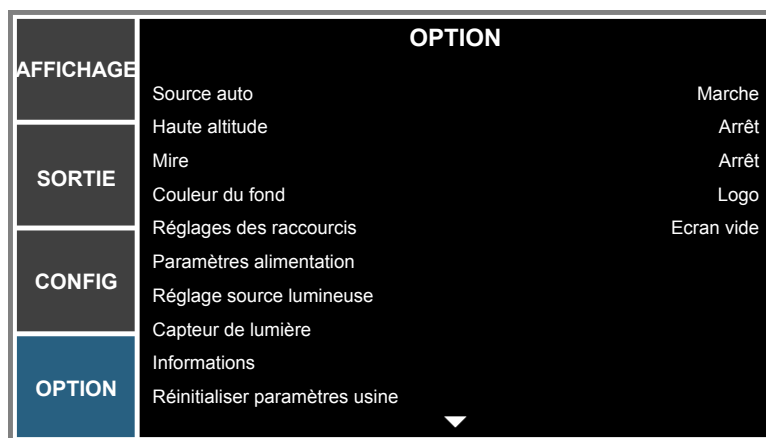 AFFICHAGE
SORTIE
CONFIG
OPTION
OPTION
Source auto Marche
Haute altitude Arrêt
Mire Arrêt
Couleur du fond Logo
Réglages des raccourcis Ecran vide
Paramètres alimentation
Réglage source lumineuse
Capteur de lumière
Informations
Réinitialiser paramètres usine